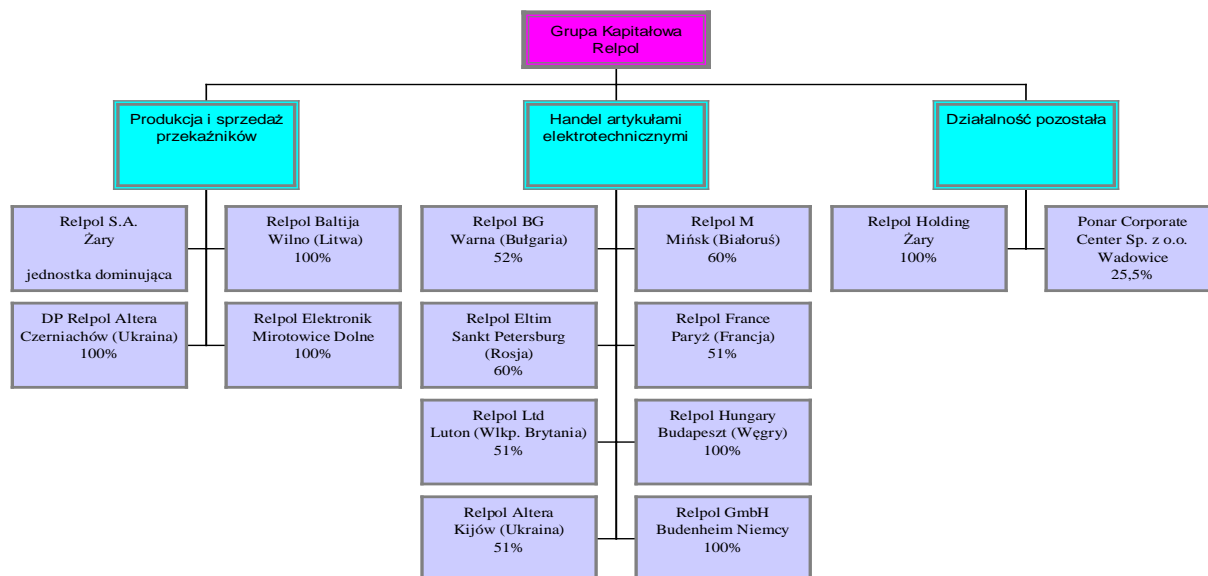 Grupa Kapitałowa
Relpol
Produkcja i sprzedaż
przekaźników
Handel artykułami
elektrotechnicznymi
Działalność pozostała
Relpol S.A.
Żary
jednostka dominująca
Relpol Baltija
Wilno (Litwa)
100%
Relpol BG
Warna (Bułgaria)
52%
Relpol M
Mińsk (Białoruś)
60%
Relpol Holding
Żary
100%
Ponar Corporate
Center Sp. z o.o.
Wadowice
25,5%
DP Relpol Altera
Czerniachów (Ukraina)
100%
Relpol Elektronik
Mirotowice Dolne
100%
Relpol Eltim
Sankt Petersburg
(Rosja)
60%
Relpol France
Paryż (Francja)
51%
Relpol Ltd
Luton (Wlkp. Brytania)
51%
Relpol Hungary
Budapeszt (Węgry)
100%
Relpol Altera
Kijów (Ukraina)
51%
Relpol GmbH
Budenheim Niemcy
100%